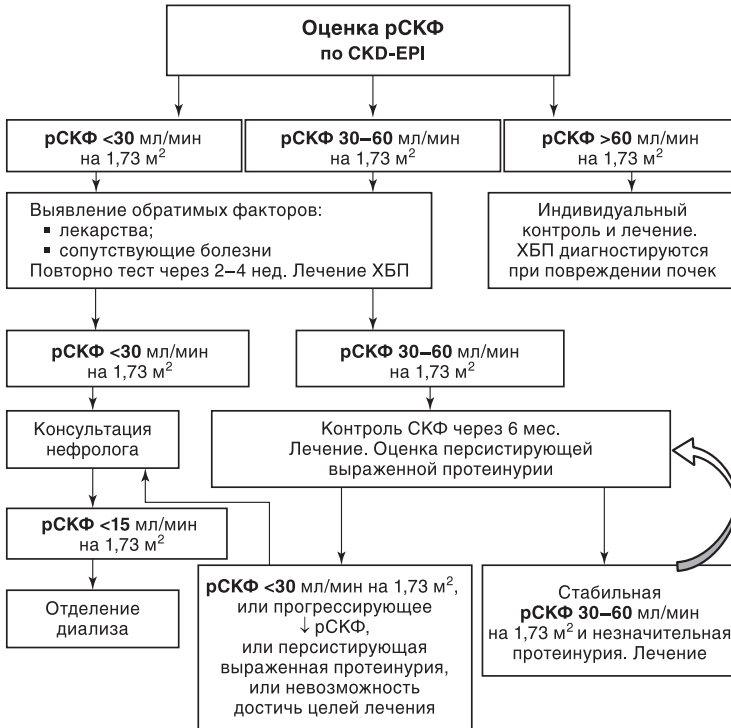 Оценка рСКФ
по CKD-EPI
рСКФ <30 мл/мин
на 1,73 м²
рСКФ 30–60 мл/мин
на 1,73 м²
рСКФ >60 мл/мин
на 1,73 м²
Выявление обратимых факторов:
▪ лекарства;
▪ сопутствующие болезни
Повторно тест через 2–4 нед. Лечение ХБП
Индивидуальный
контроль и лечение.
ХБП диагностируются
при повреждении почек
рСКФ <30 мл/мин
на 1,73 м²
рСКФ 30–60 мл/мин
на 1,73 м²
Консультация
нефролога
Контроль СКФ через 6 мес.
Лечение. Оценка персистирующей
выраженной протеинурии
рСКФ <15 мл/мин
на 1,73 м²
Отделение
диализа
рСКФ <30 мл/мин на 1,73 м²,
или прогрессирующее
↓ рСКФ,
или персистирующая
выраженная протеинурия,
или невозможность
достичь целей лечения
Стабильная
рСКФ 30–60 мл/мин
на 1,73 м² и незначительная
протеинурия. Лечение